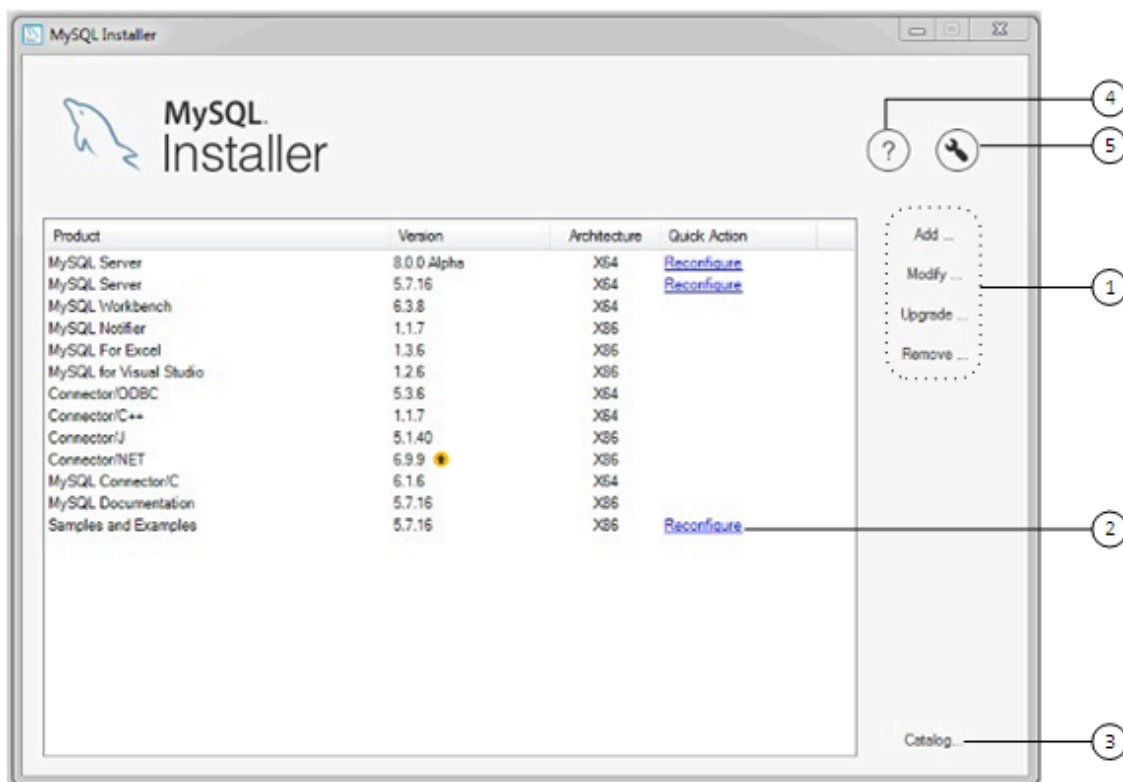 MySQL Installer
MySQL.
Installer
?
4
5
Product Version Architecture Quick Action
MySQL Server 8.0.0 Alpha X64 Reconfigure
MySQL Server 5.7.16 X64 Reconfigure
MySQL Workbench 6.3.8 X64
MySQL Notifier 1.1.7 X86
MySQL For Excel 1.3.6 X86
MySQL for Visual Studio 1.2.6 X86
Connector/ODBC 5.3.6 X64
Connector/C++ 1.1.7 X64
Connector/J 5.1.40 X86
Connector/NET 6.9.9 X86
MySQL Connector/C 6.1.6 X64
MySQL Documentation 5.7.16 X86
Samples and Examples 5.7.16 X86 Reconfigure
Add ...
Modify ...
Upgrade ...
Remove ...
1
2
Catalog...
3